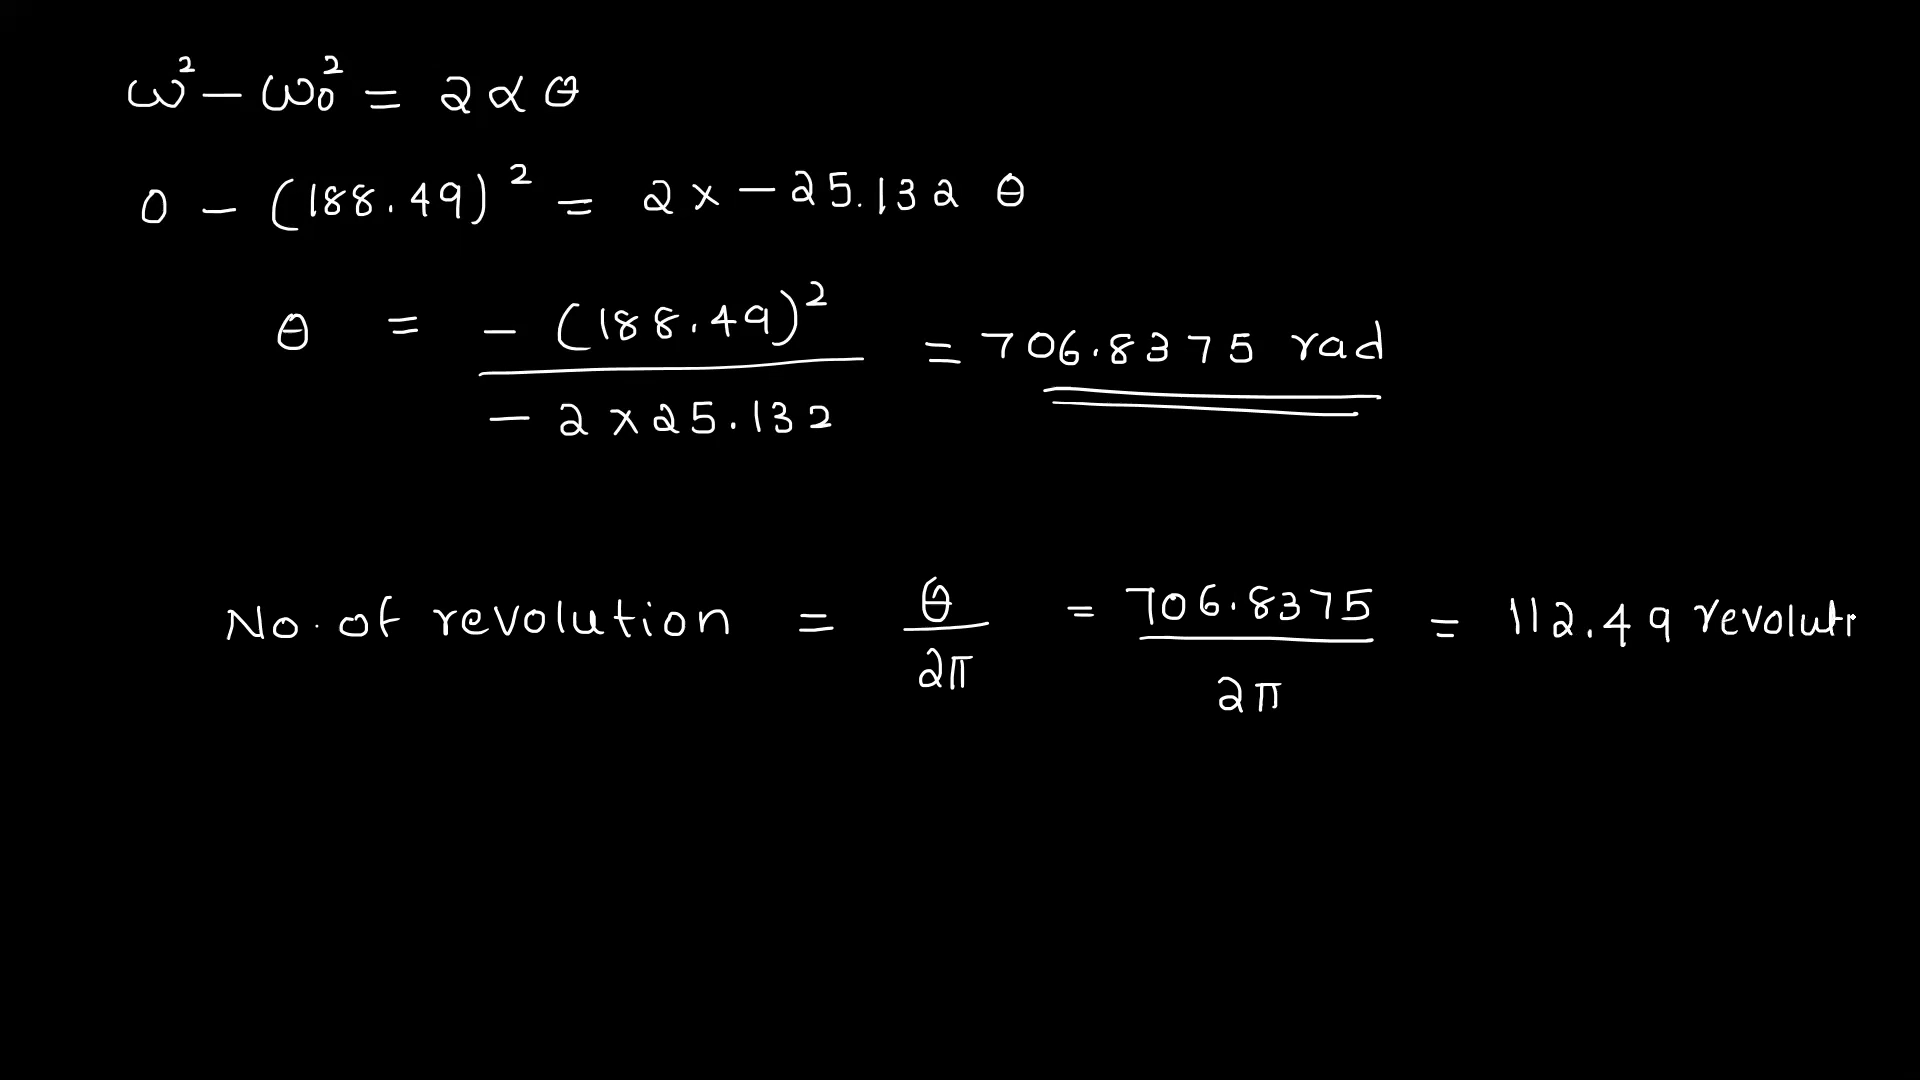 ω² - ω₀² = 2αθ
0 - (188.49)² = 2 x - 25.132 θ
θ = - (188.49)² / - 2 x 25.132 = 706.8375 rad
No. of revolution = θ / 2π = 706.8375 / 2π = 112.49 revoluti